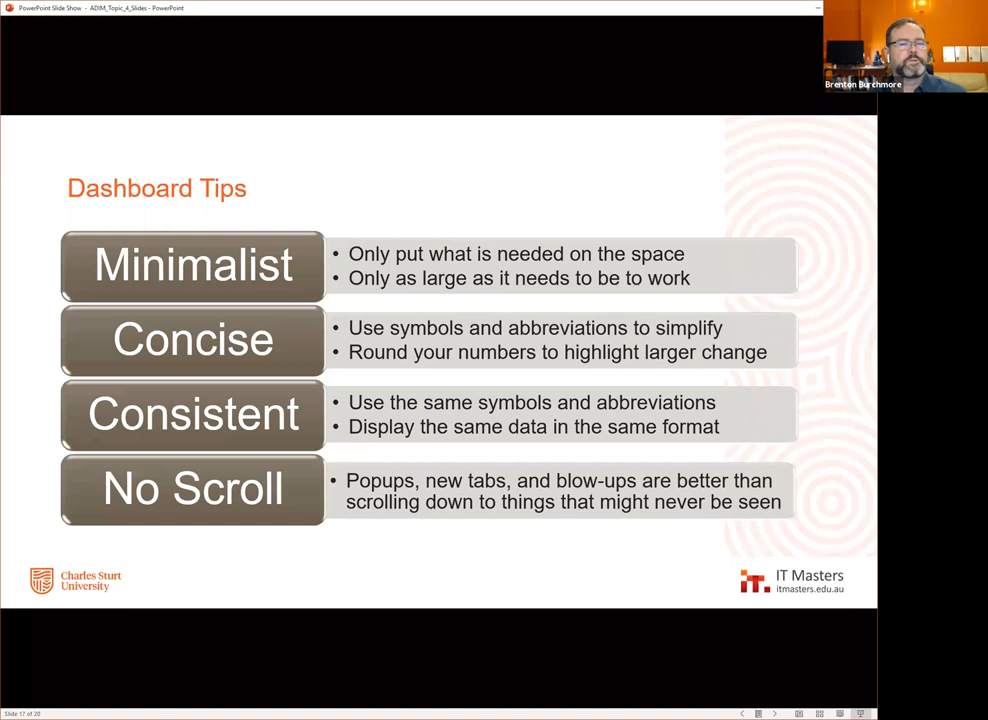 PowerPoint Slide Show - ADIM_Topic_4_Slides - PowerPoint
Brenton Burchmore
Dashboard Tips
Minimalist
• Only put what is needed on the space
• Only as large as it needs to be to work
Concise
• Use symbols and abbreviations to simplify
• Round your numbers to highlight larger change
Consistent
• Use the same symbols and abbreviations
• Display the same data in the same format
No Scroll
• Popups, new tabs, and blow-ups are better than
scrolling down to things that might never be seen
Charles Sturt
University
iT.
IT Masters
itmasters.edu.au
Slide 17 of 20